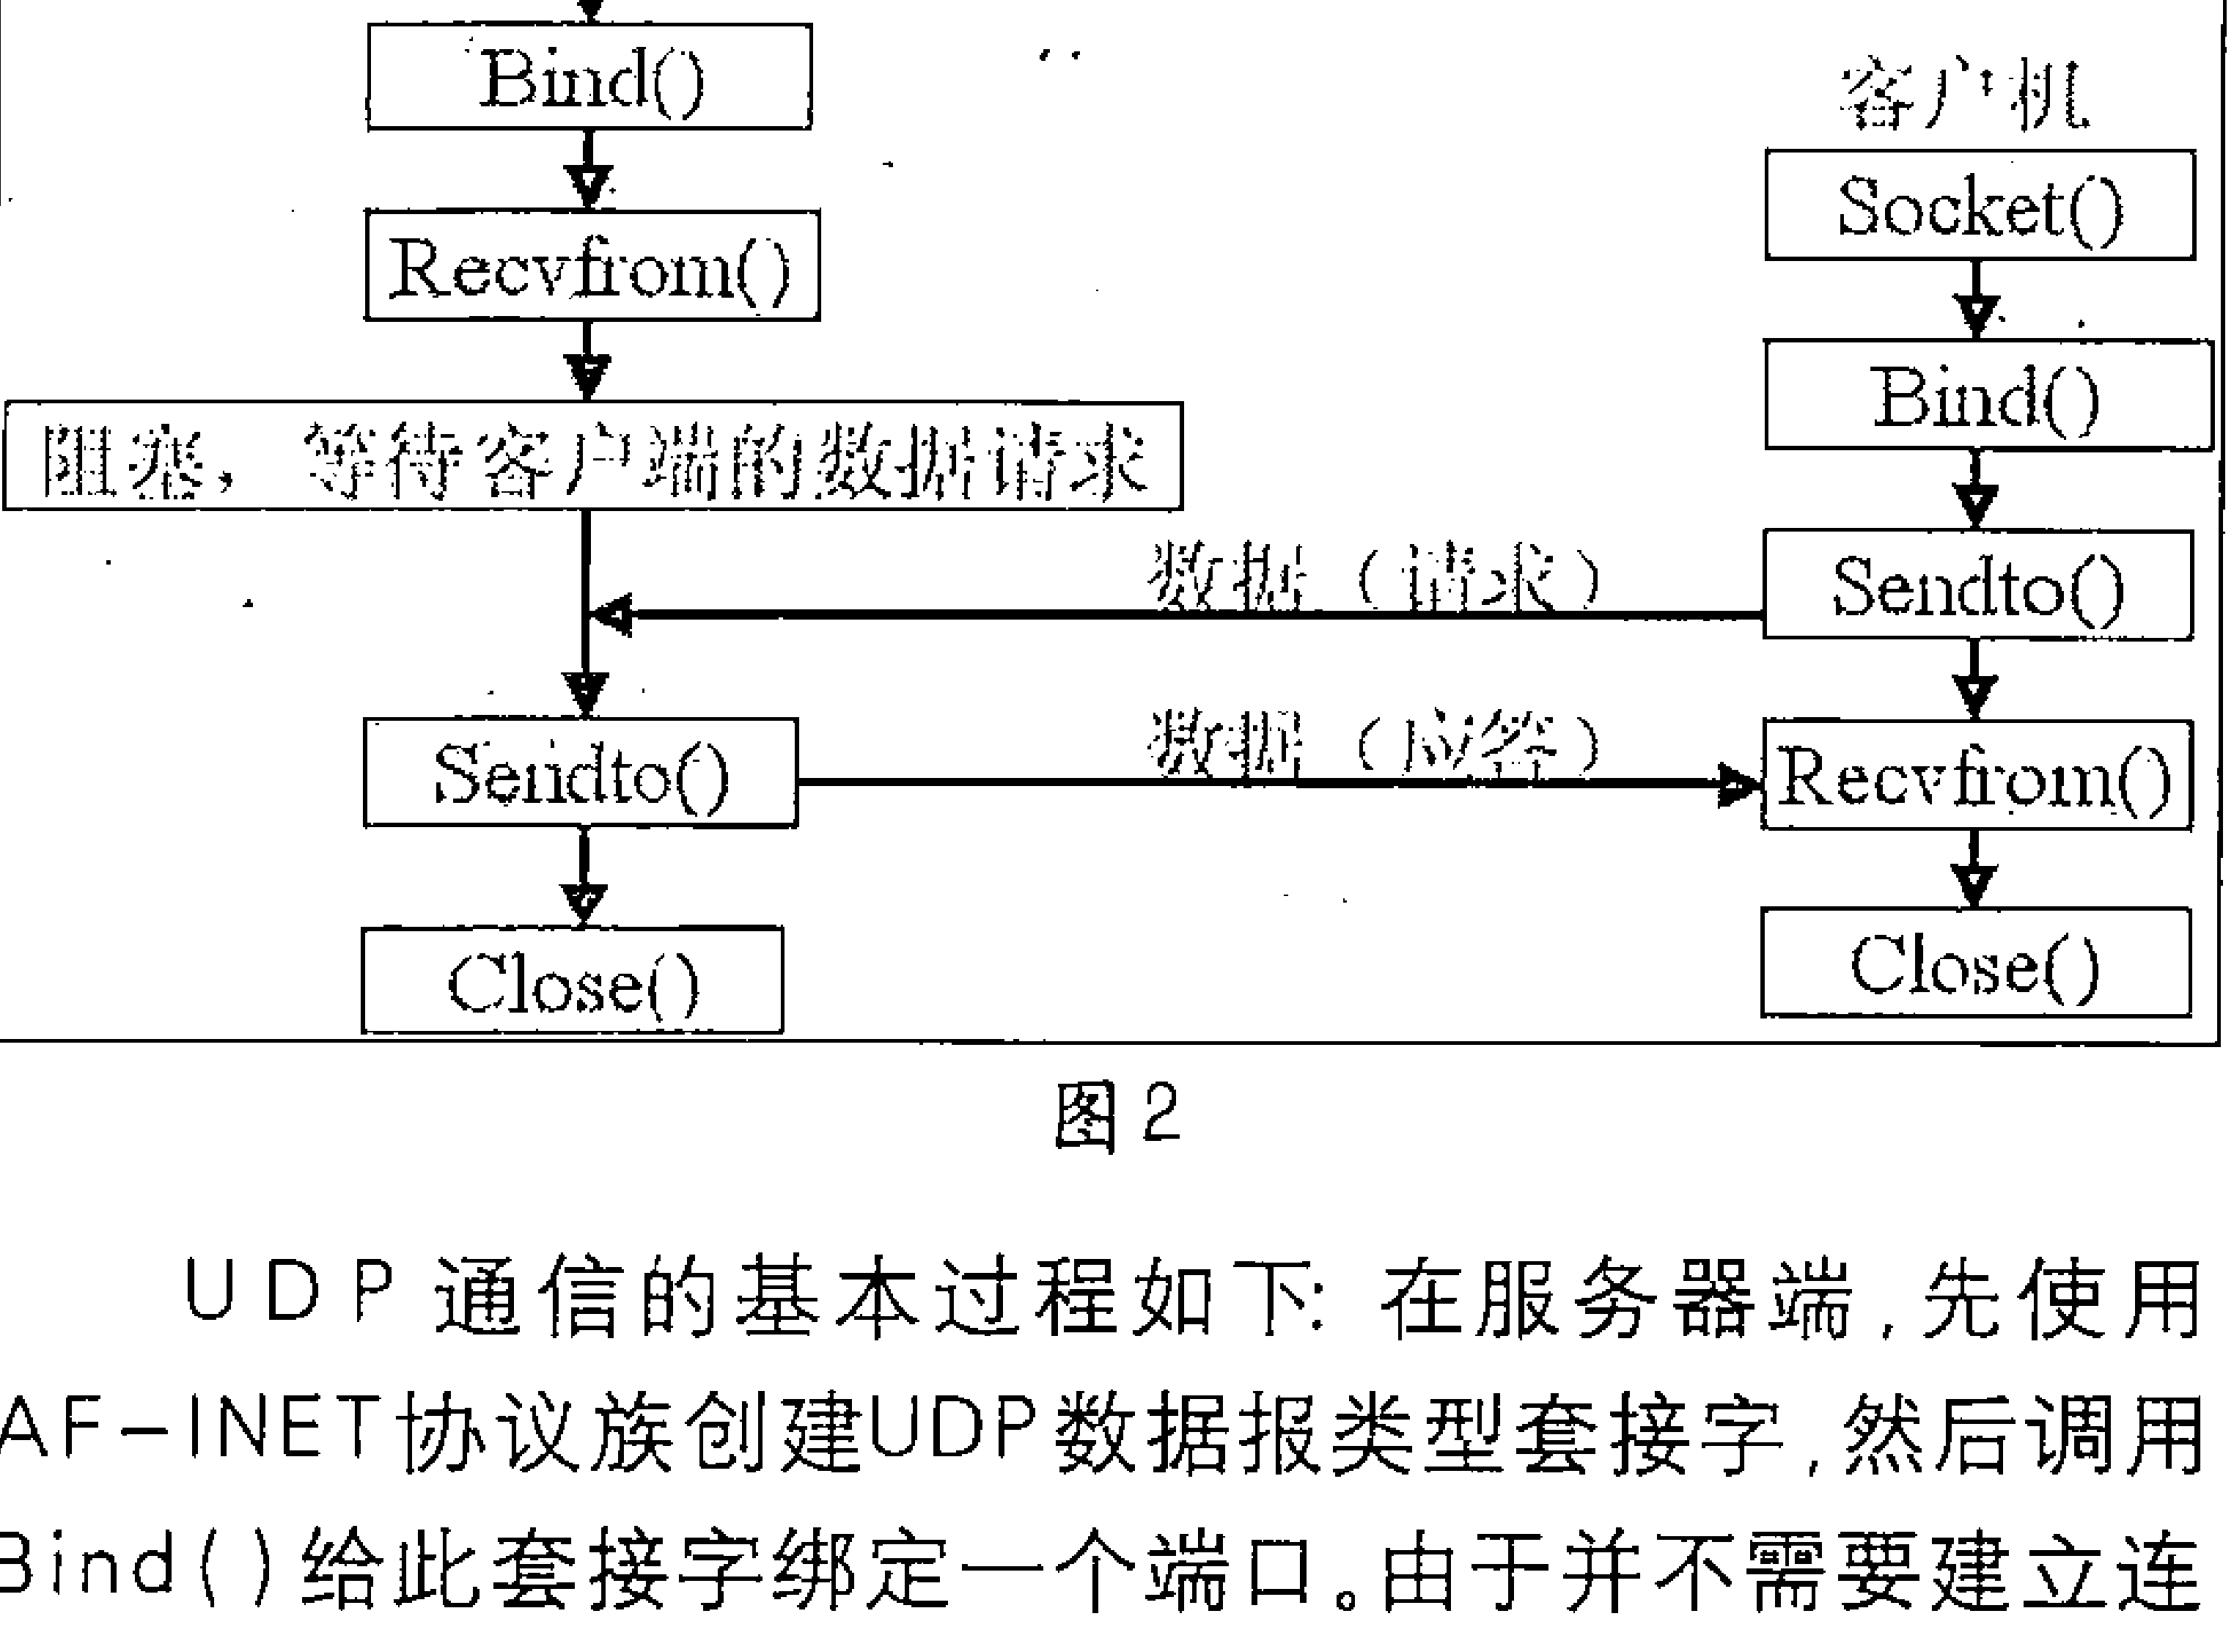 Bind()
Recvfrom()
阻塞，等待客户端的数据请求
Sendto()
Close()
客户机
Socket()
Bind()
Sendto()
Recvfrom()
Close()
数据（请求）
数据（应答）
图2
UDP通信的基本过程如下: 在服务器端,先使用
AF-INET协议族创建UDP数据报类型套接字,然后调用
Bind()给此套接字绑定一个端口。由于并不需要建立连